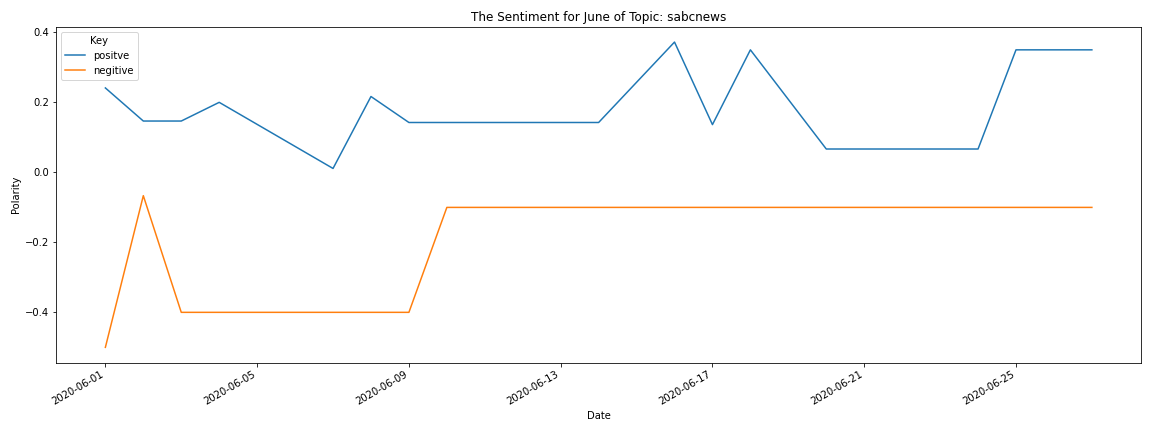 The Sentiment for June of Topic: sabcnews
Key
positve
negitive
0.4
0.2
0.0
−0.2
−0.4
Polarity
2020-06-01
2020-06-05
2020-06-09
2020-06-13
2020-06-17
2020-06-21
2020-06-25
Date